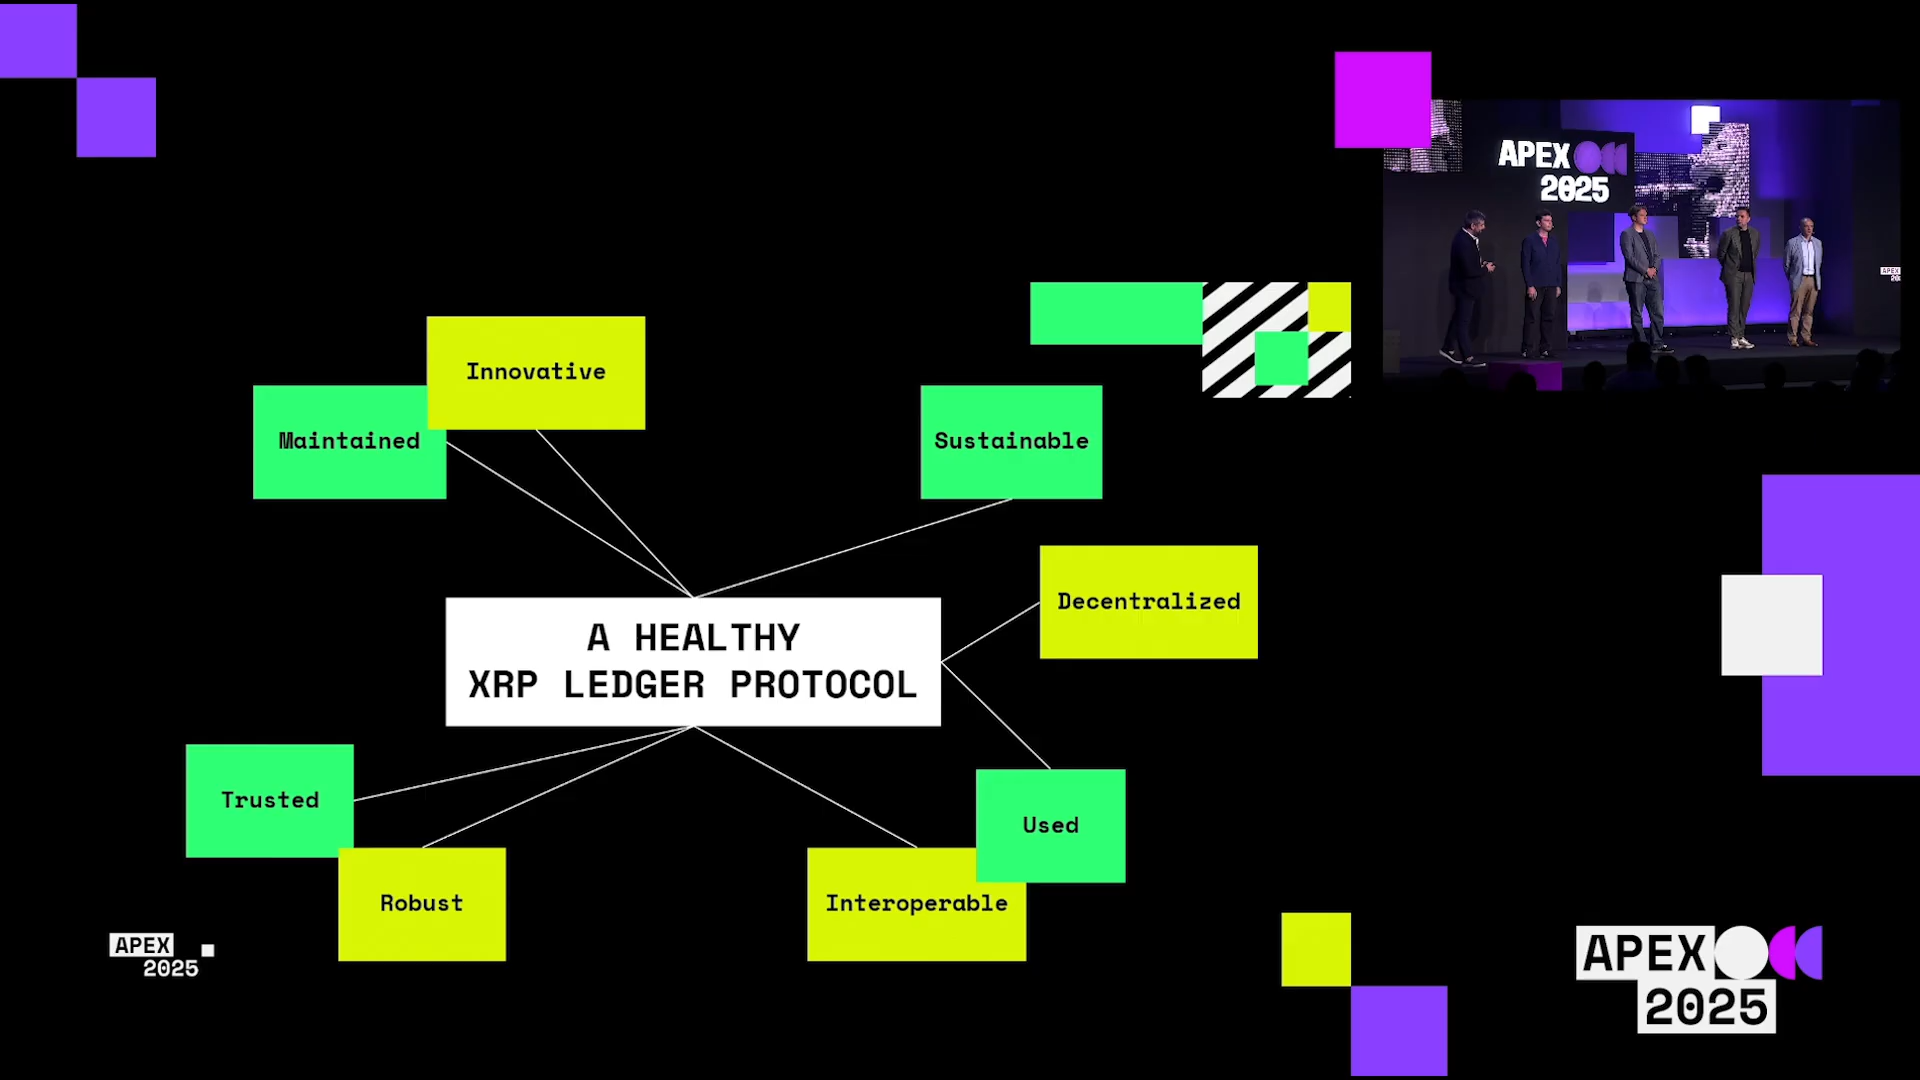 APEX
2025
Innovative
Maintained
Sustainable
Decentralized
A HEALTHY
XRP LEDGER PROTOCOL
Trusted
Used
Robust
Interoperable
APEX
2025
APEX
2025